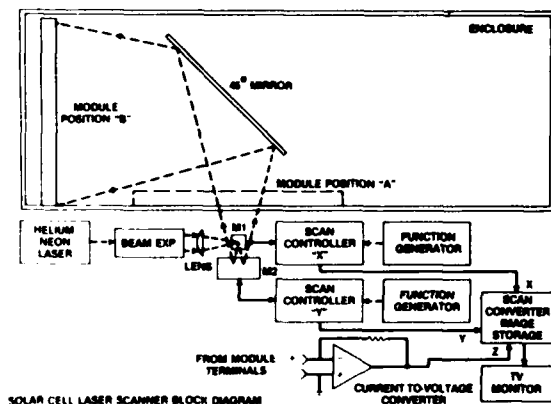 ENCLOSURE
45° MIRROR
MODULE
POSITION "B"
MODULE POSITION "A"
HELIUM
NEON
LASER
BEAM EXP
LENS
M1
M2
SCAN
CONTROLLER
"X"
FUNCTION
GENERATOR
SCAN
CONTROLLER
"Y"
FUNCTION
GENERATOR
X
Y
Z
SCAN
CONVERTER
IMAGE
STORAGE
FROM MODULE
TERMINALS
+
-
CURRENT TO-VOLTAGE
CONVERTER
TV
MONITOR
SOLAR CELL LASER SCANNER BLOCK DIAGRAM